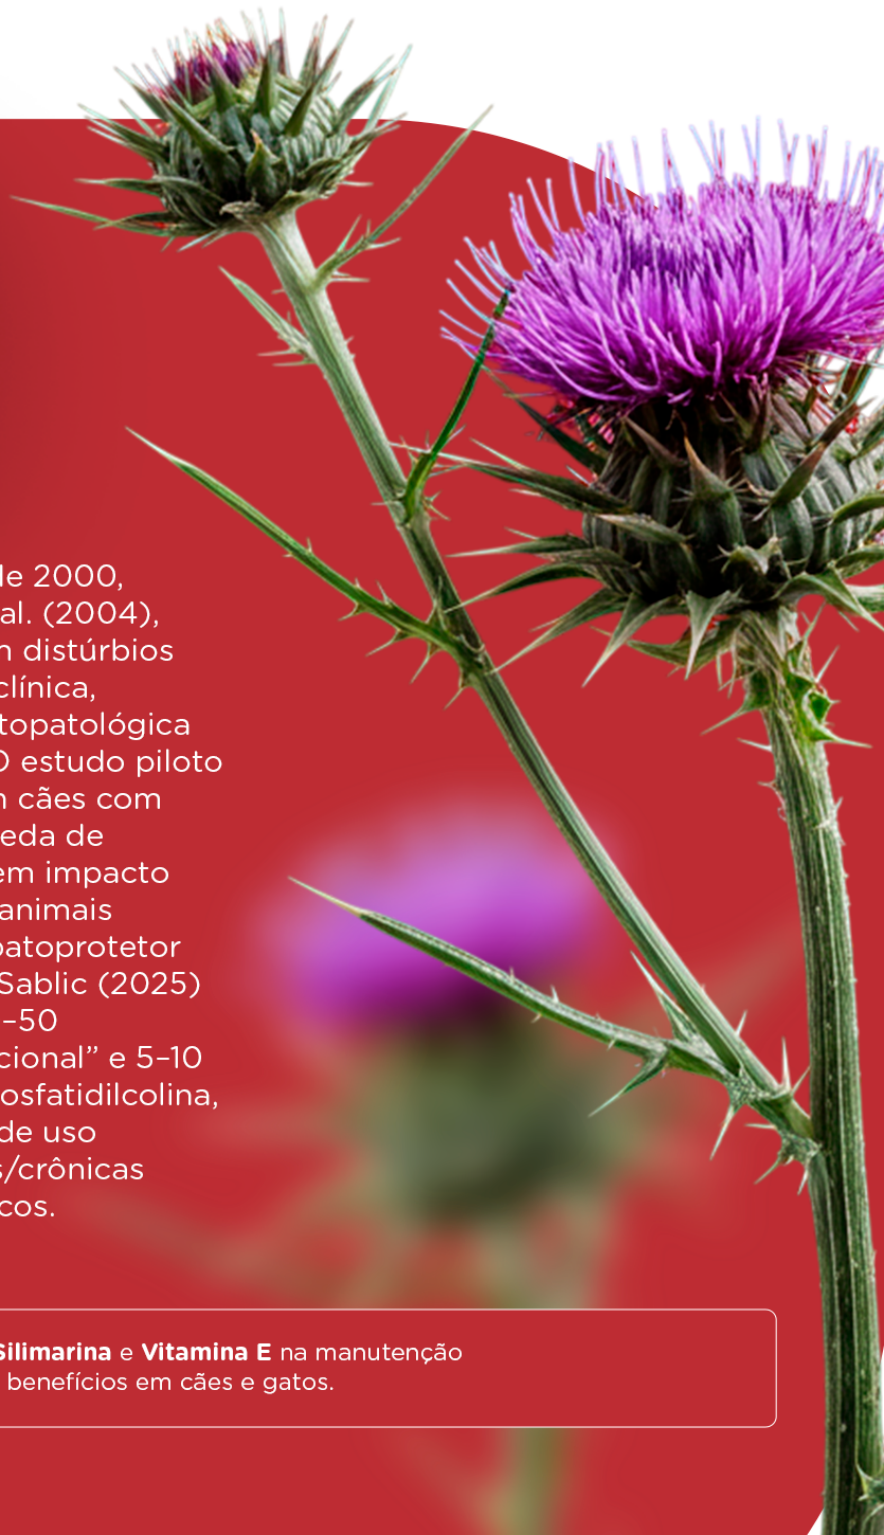 de 2000,
al. (2004),
distúrbios
clínica,
topatológica
O estudo piloto
cães com
eda de
em impacto
animais
patoprotetor
Sablic (2025)
–50
cional” e 5–10
osfatidilcolina,
de uso
s/crônicas
cos.
Silimarina e Vitamina E na manutenção
benefícios em cães e gatos.